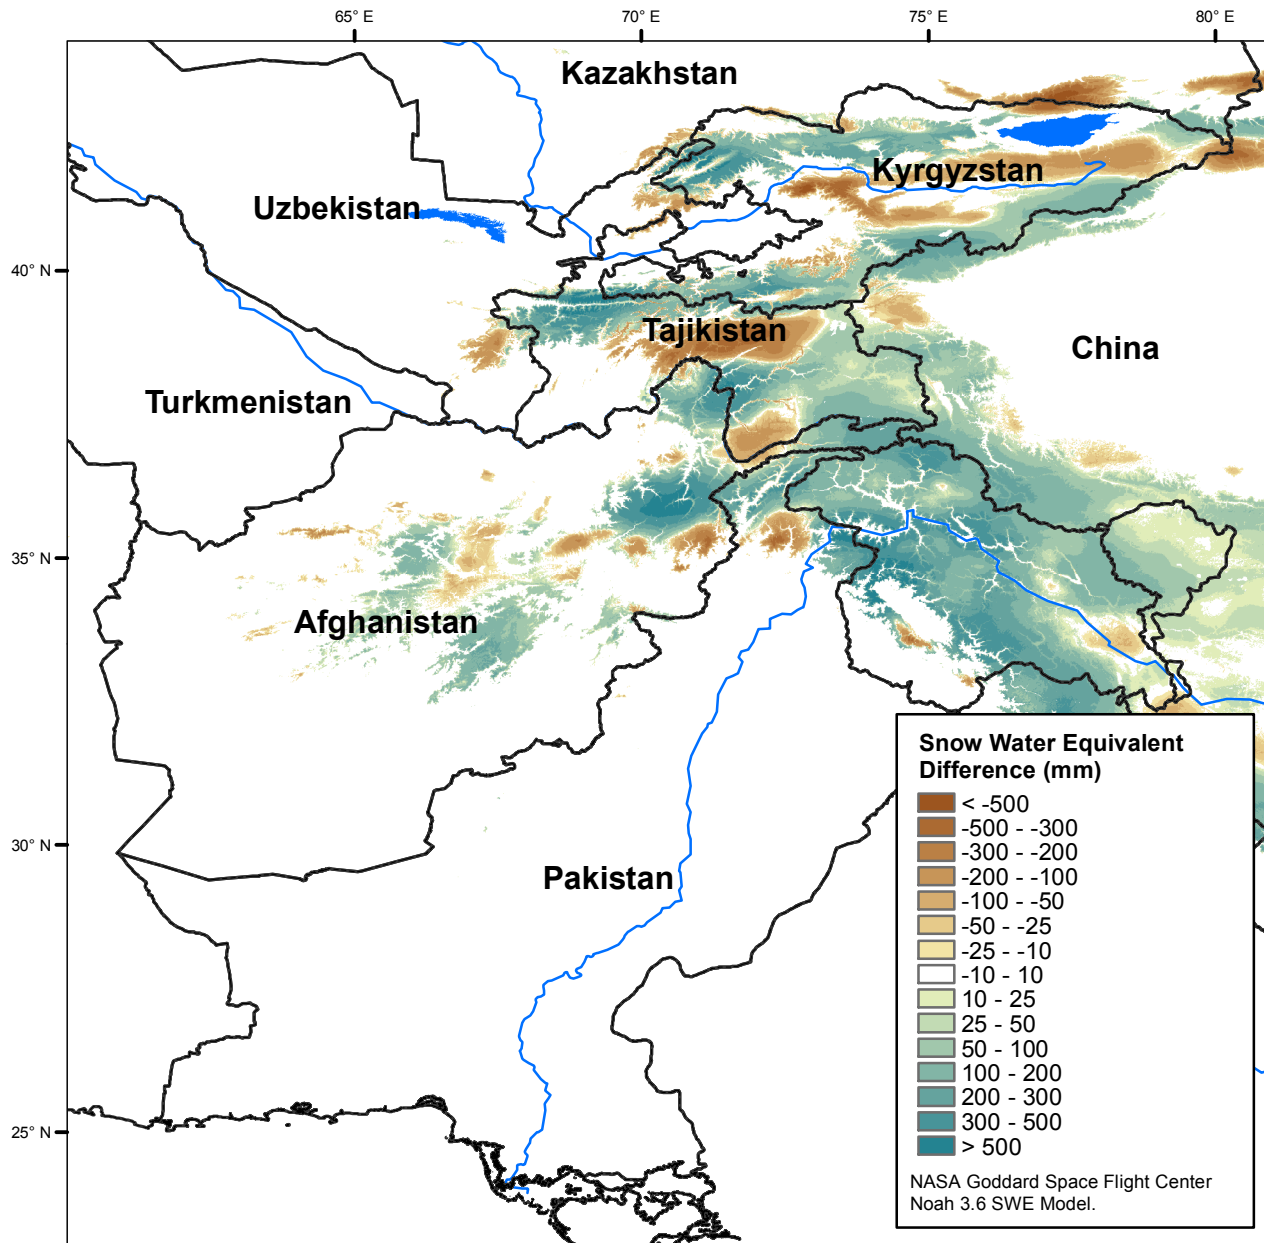 65° E
70° E
75° E
80° E
Kazakhstan
Kyrgyzstan
Uzbekistan
40° N
Tajikistan
China
Turkmenistan
35° N
Afghanistan
Snow Water Equivalent
Difference (mm)
< -500
-500 - -300
-300 - -200
-200 - -100
-100 - -50
-50 - -25
-25 - -10
-10 - 10
10 - 25
25 - 50
50 - 100
100 - 200
200 - 300
300 - 500
> 500
30° N
Pakistan
25° N
NASA Goddard Space Flight Center
Noah 3.6 SWE Model.